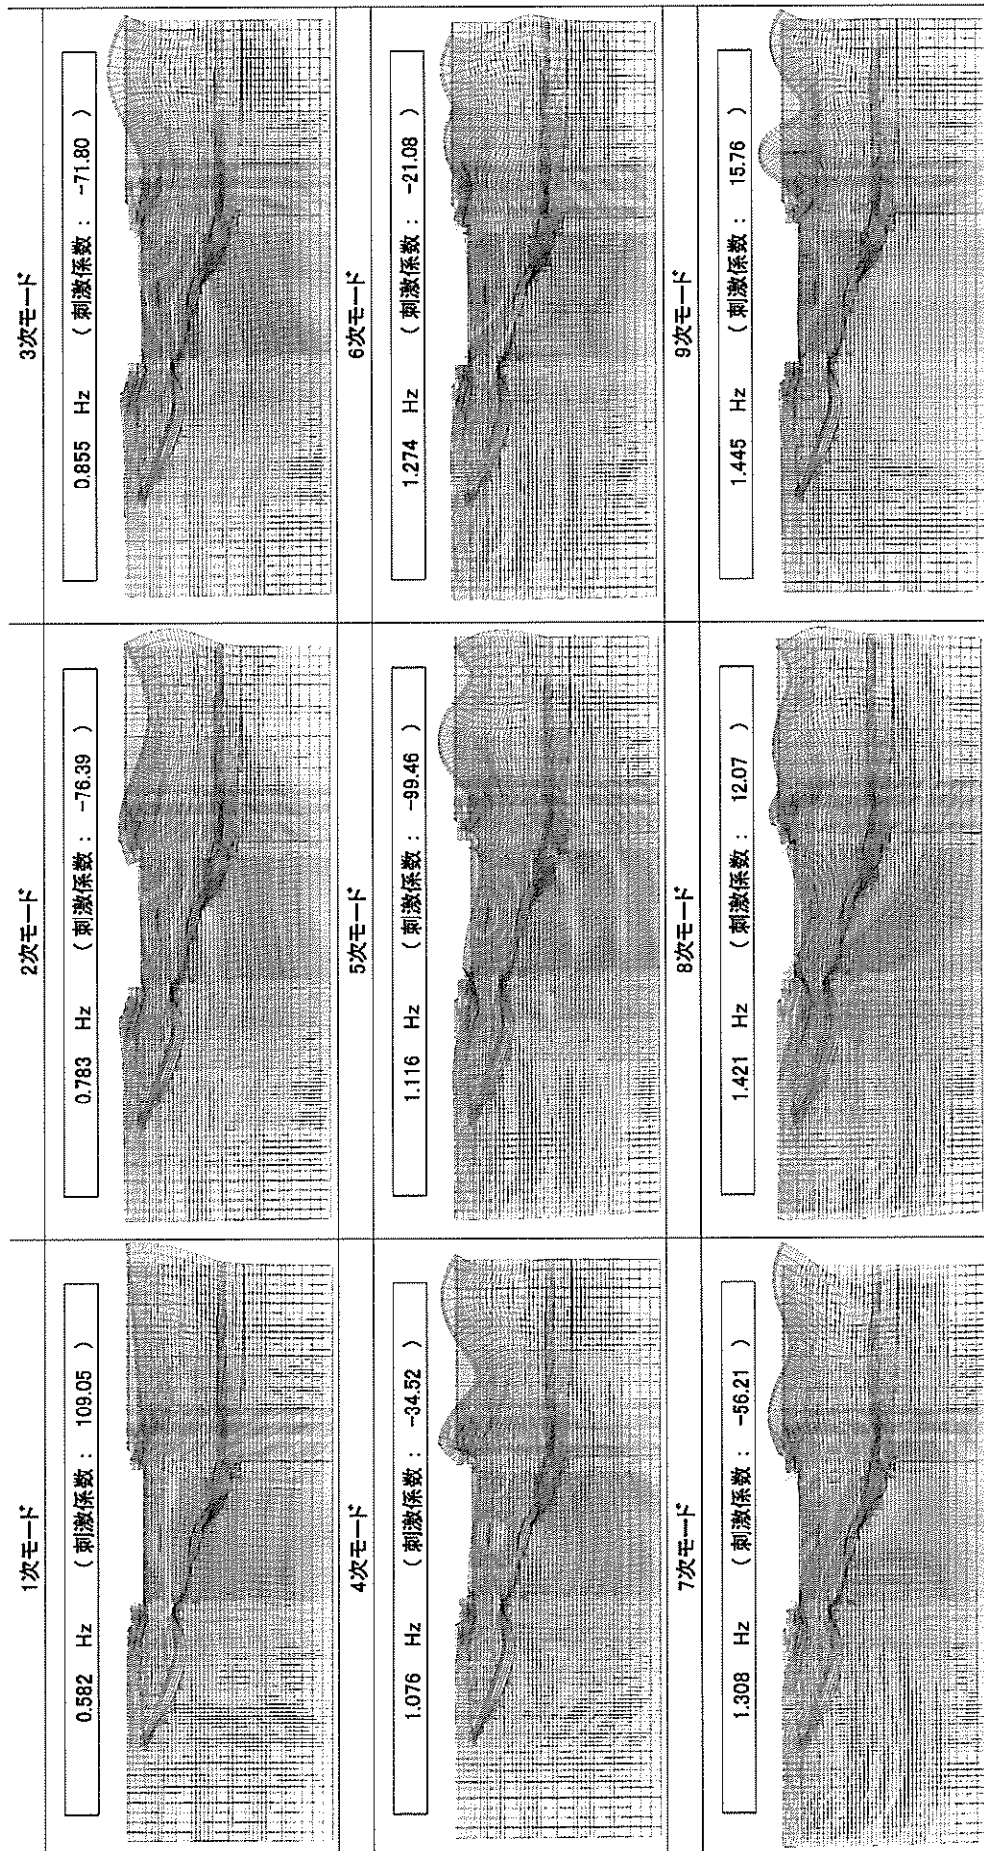 1次モード
0.582 Hz （刺激係数： 109.05 ）
2次モード
0.783 Hz （刺激係数： -76.39 ）
3次モード
0.855 Hz （刺激係数： -71.80 ）
4次モード
1.076 Hz （刺激係数： -34.52 ）
5次モード
1.116 Hz （刺激係数： -99.46 ）
6次モード
1.274 Hz （刺激係数： -21.08 ）
7次モード
1.308 Hz （刺激係数： -56.21 ）
8次モード
1.421 Hz （刺激係数： 12.07 ）
9次モード
1.445 Hz （刺激係数： 15.76 ）